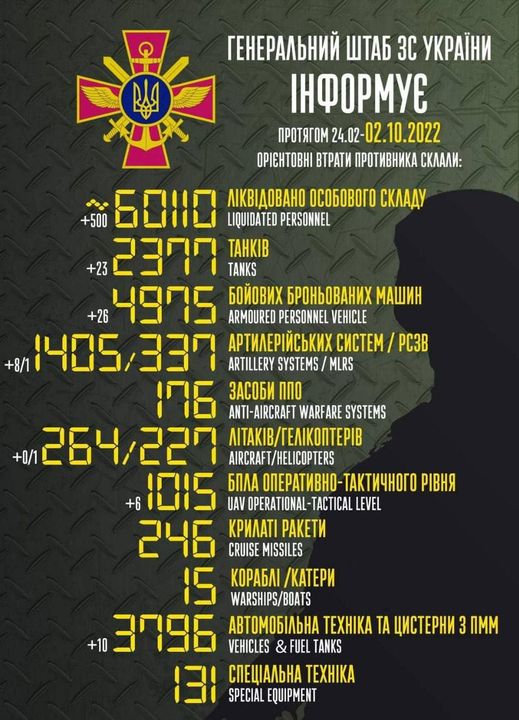 ГЕНЕРАЛЬНИЙ ШТАБ ЗС УКРАЇНИ
ІНФОРМУЄ
ПРОТЯГОМ 24.02-02.10.2022
ОРІЄНТОВНІ ВТРАТИ ПРОТИВНИКА СКЛАЛИ:
+500 ~60110 ЛІКВІДОВАНО ОСОБОВОГО СКЛАДУ
LIQUIDATED PERSONNEL
+23 2377 ТАНКІВ
TANKS
+26 4975 БОЙОВИХ БРОНЬОВАНИХ МАШИН
ARMOURED PERSONNEL VEHICLE
+8/1 1405/337 АРТИЛЕРІЙСЬКИХ СИСТЕМ / РСЗВ
ARTILLERY SYSTEMS / MLRS
176 ЗАСОБИ ППО
ANTI-AIRCRAFT WARFARE SYSTEMS
+0/1 264/227 ЛІТАКІВ/ГЕЛІКОПТЕРІВ
AIRCRAFT/HELICOPTERS
+6 1015 БПЛА ОПЕРАТИВНО-ТАКТИЧНОГО РІВНЯ
UAV OPERATIONAL-TACTICAL LEVEL
246 КРИЛАТІ РАКЕТИ
CRUISE MISSILES
15 КОРАБЛІ /КАТЕРИ
WARSHIPS/BOATS
+10 3796 АВТОМОБІЛЬНА ТЕХНІКА ТА ЦИСТЕРНИ З ПММ
VEHICLES & FUEL TANKS
131 СПЕЦІАЛЬНА ТЕХНІКА
SPECIAL EQUIPMENT